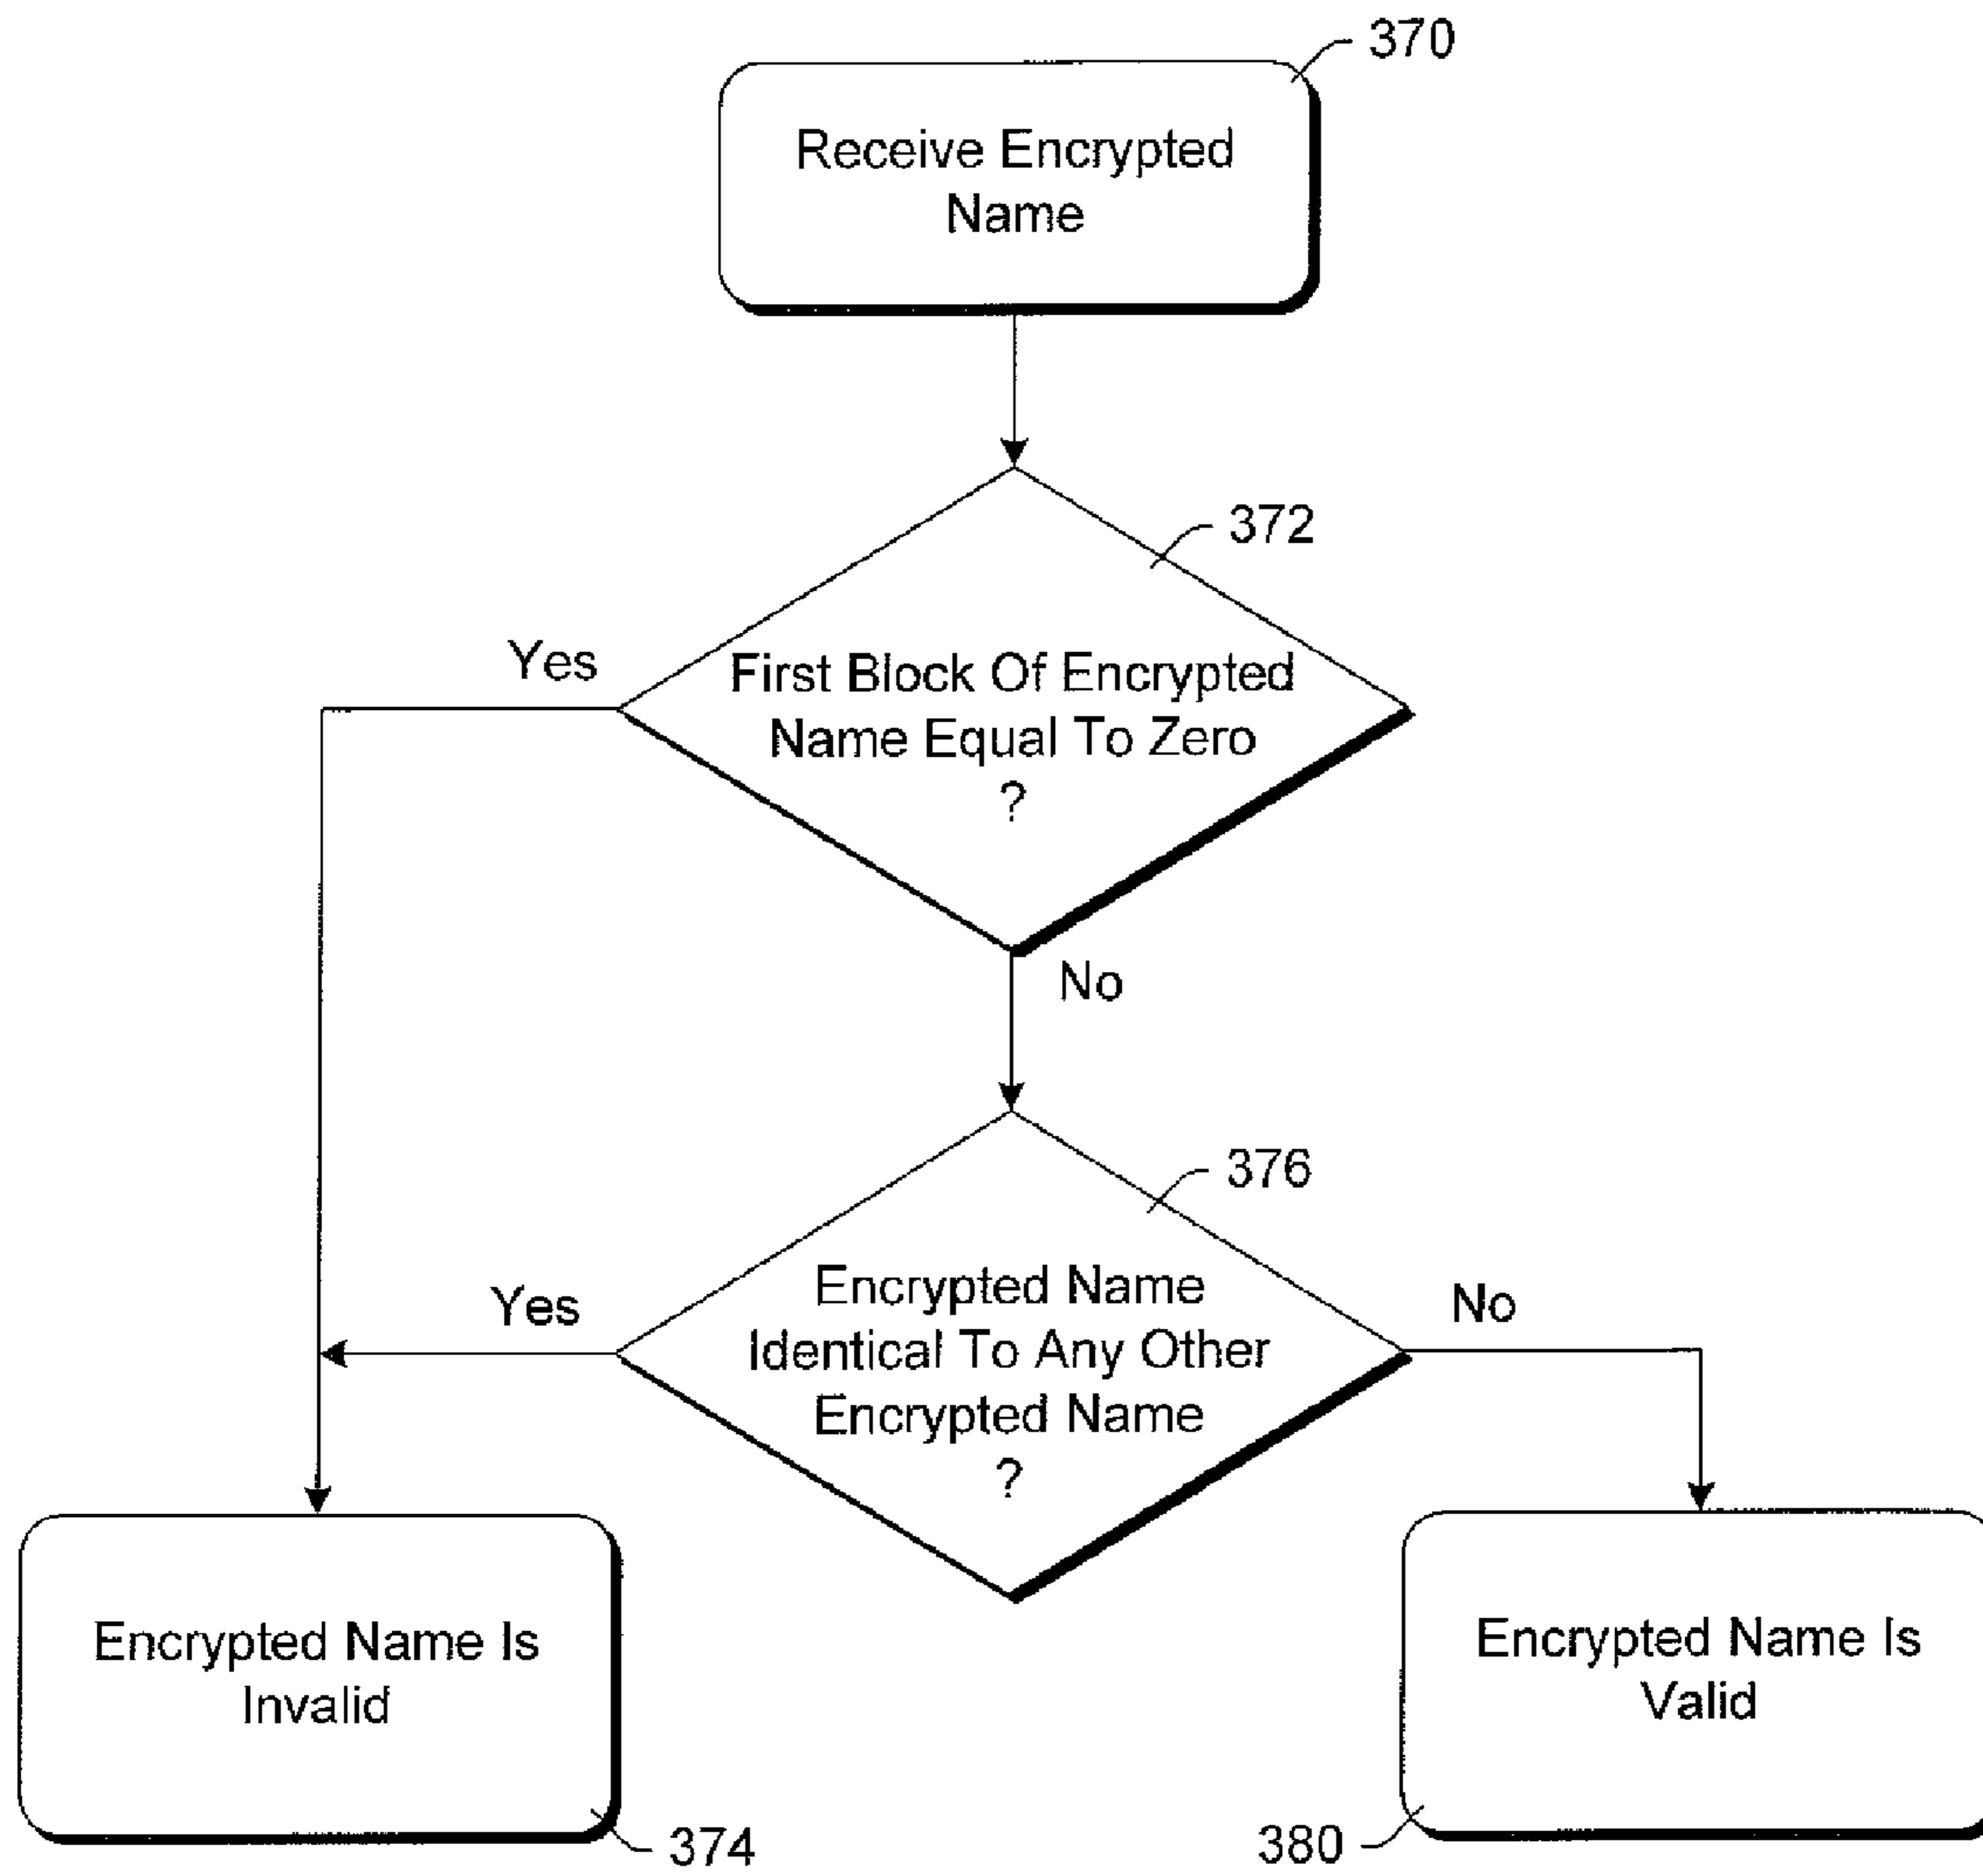 370
Receive Encrypted
Name
372
Yes
First Block Of Encrypted
Name Equal To Zero
?
No
376
Yes
Encrypted Name
Identical To Any Other
Encrypted Name
?
No
Encrypted Name Is
Invalid
374
Encrypted Name Is
Valid
380